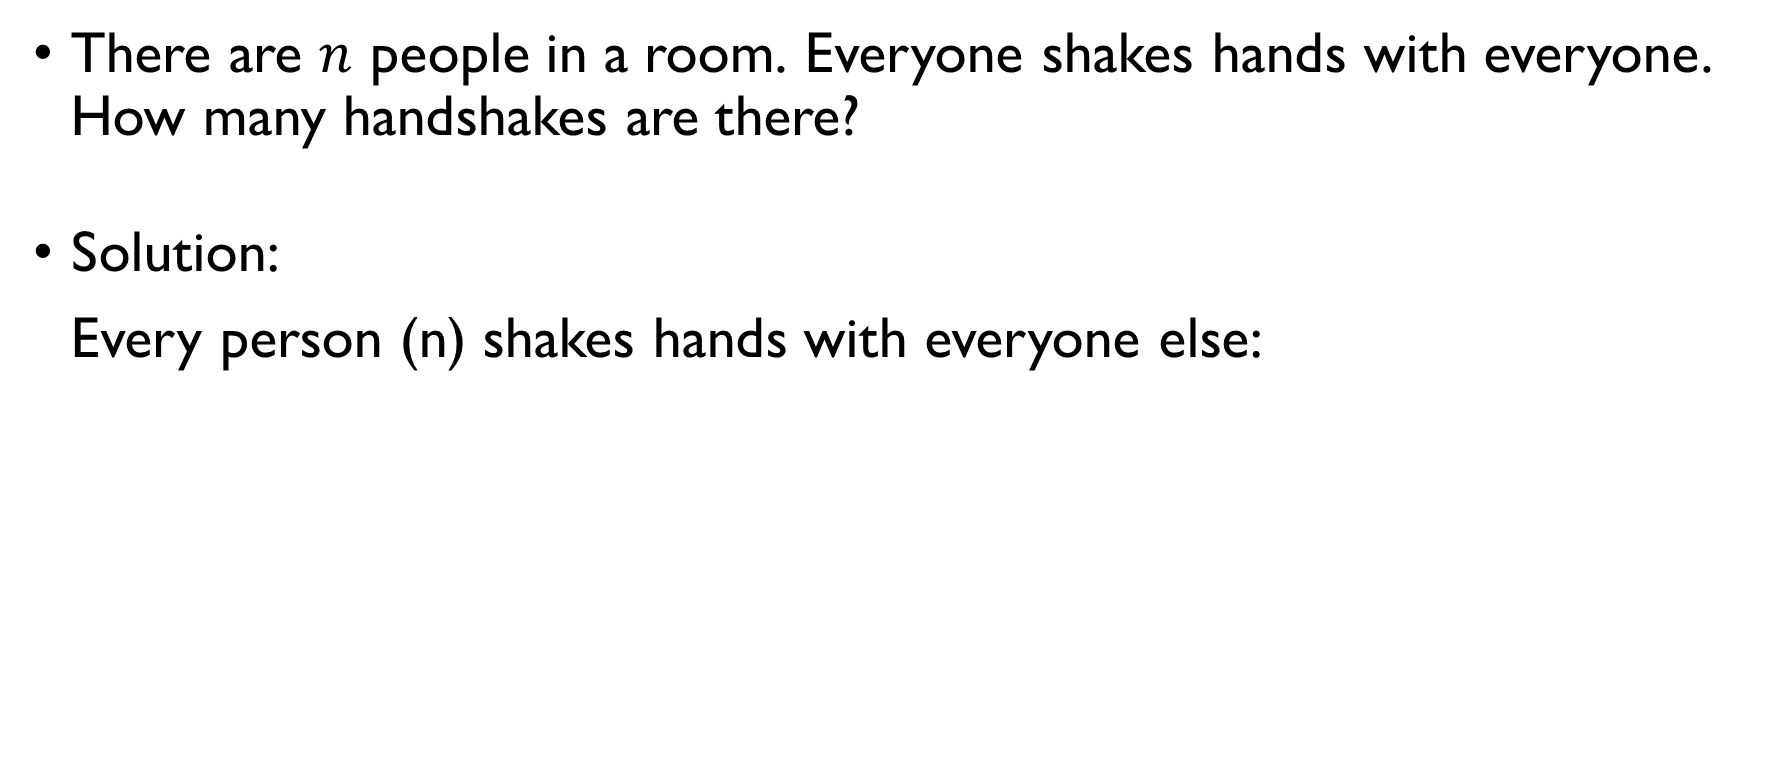 • There are n people in a room. Everyone shakes hands with everyone.
How many handshakes are there?
• Solution:
Every person (n) shakes hands with everyone else: